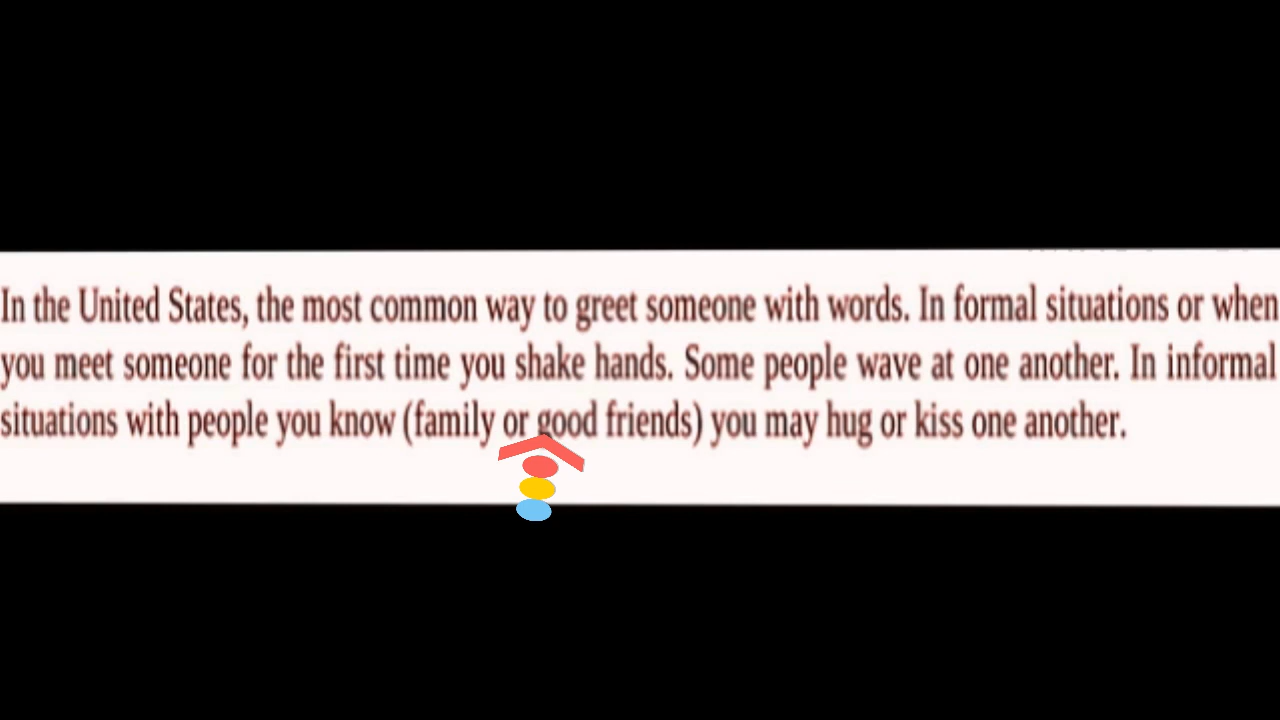 In the United States, the most common way to greet someone with words. In formal situations or when
you meet someone for the first time you shake hands. Some people wave at one another. In informal
situations with people you know (family or good friends) you may hug or kiss one another.